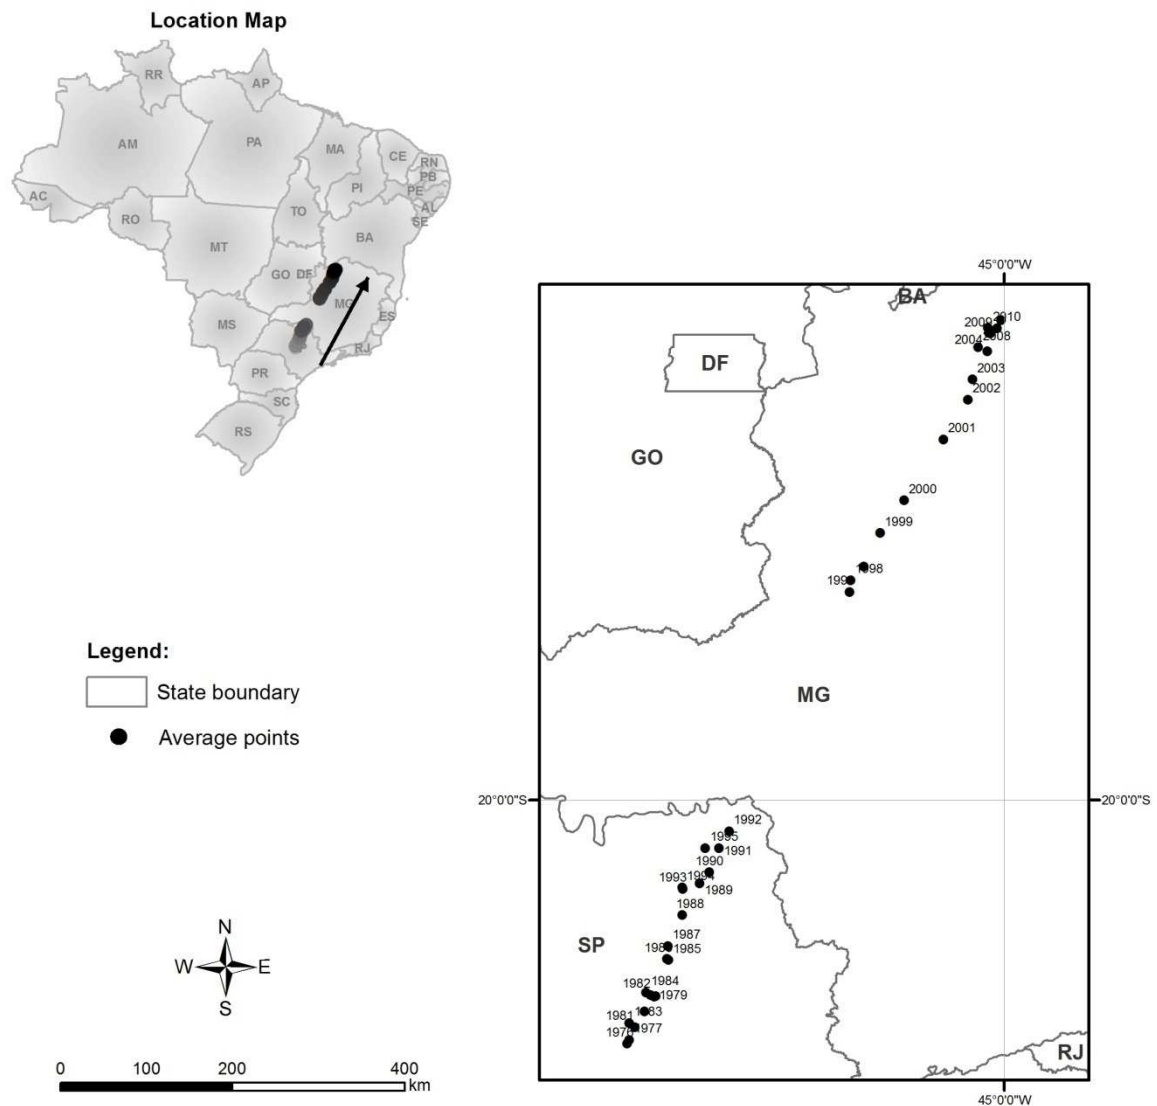 Location Map
RR
AP
AM
PA
MA
CE
RN
PB
PI
PE
AC
AL
TO
SE
RO
BA
MT
GO DF
MG
MS
ES
RJ
PR
SC
RS
45°0'0"W
BA
2010
2008
2004
DF
2003
2002
2001
GO
2000
1999
1998
Legend:
State boundary
MG
Average points
20°0'0"S
20°0'0"S
1992
1995
1991
1990
1993
1994
1989
1988
N
1987
SP
1985
W
E
1982
1984
1979
S
1981
1983
1977
RJ
0
100
200
400
km
45°0'0"W